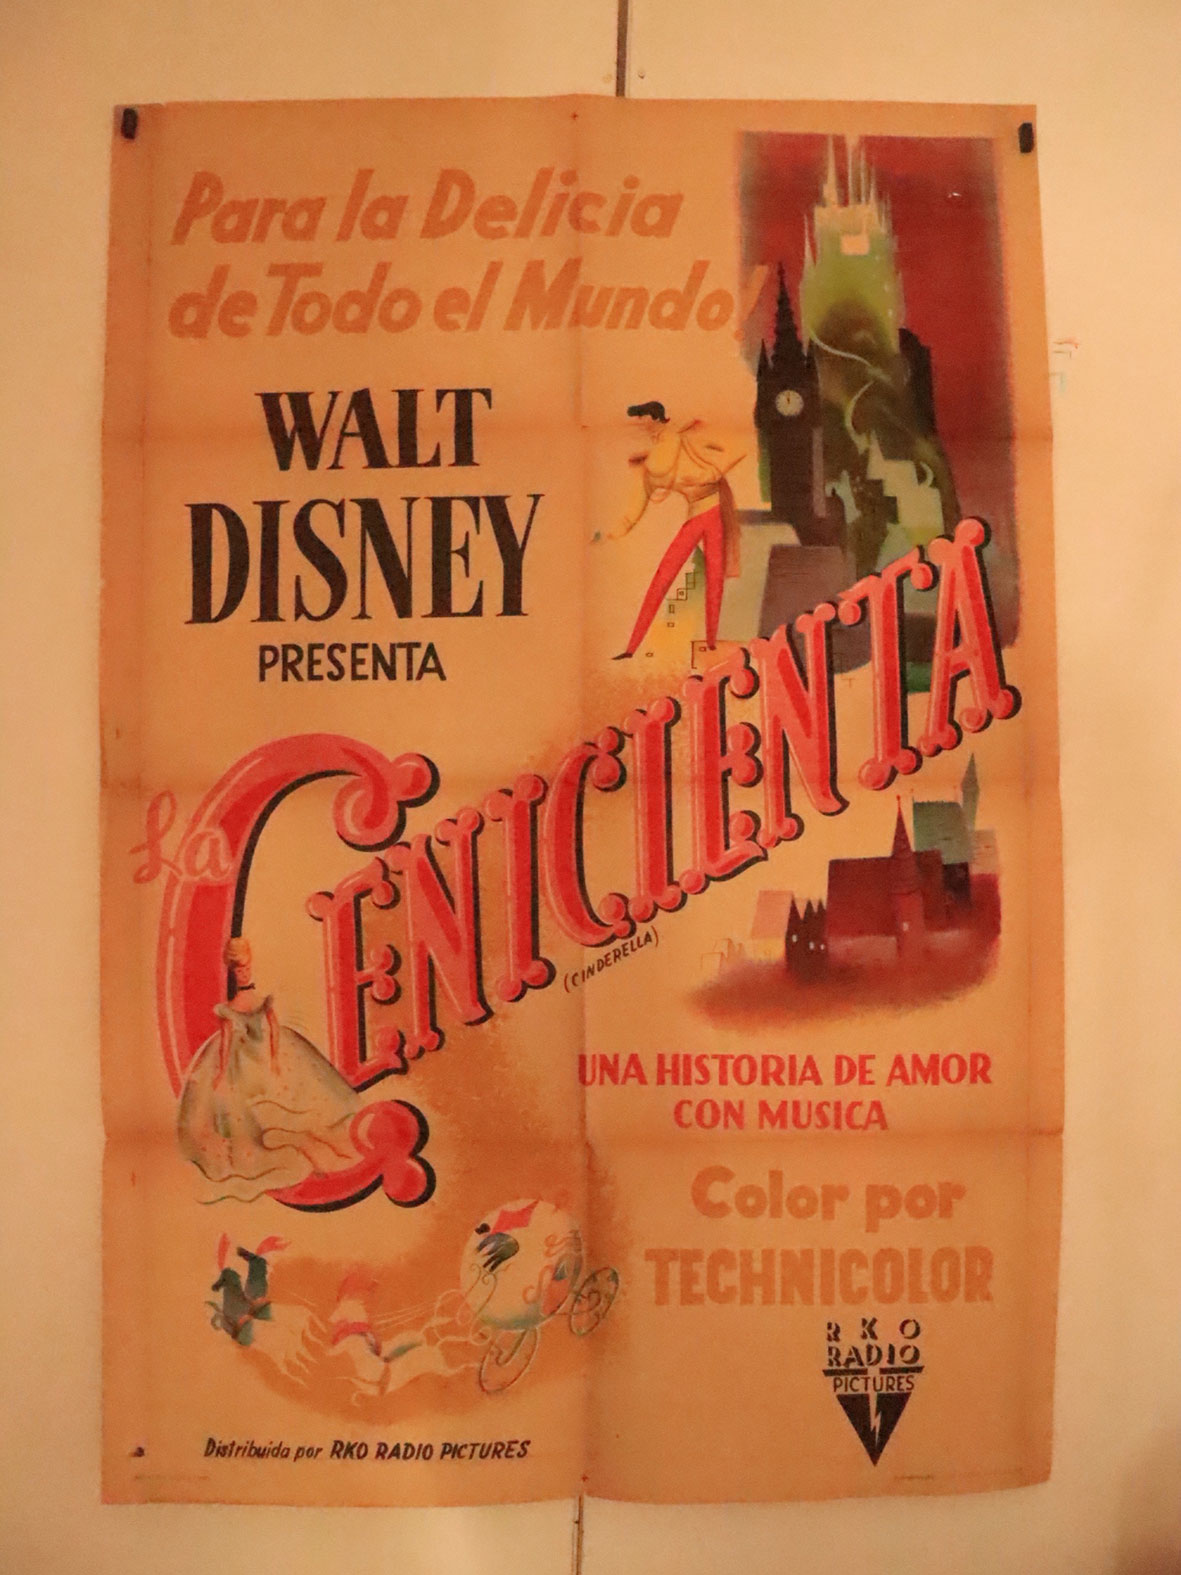 Para la Delicia
de Todo el Mundo!
WALT
DISNEY
PRESENTA
La CENICIENTA
(CINDERELLA)
UNA HISTORIA DE AMOR
CON MUSICA
Color por
TECHNICOLOR
RKO
RADIO
PICTURES
Distribuida por RKO RADIO PICTURES